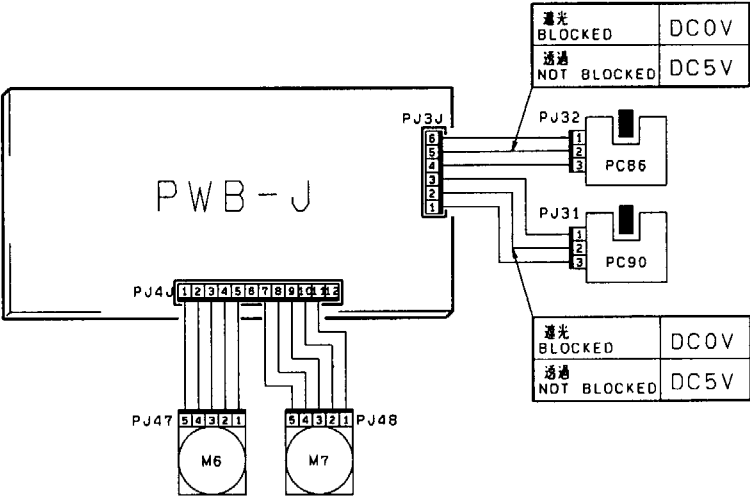 遮光
BLOCKED DC0V
透過
NOT BLOCKED DC5V
PJ3J
PJ32
6
5
4
3
2
1
1
2
3
PC86
PWB-J
PJ31
1
2
3
PC90
PJ4J 1 2 3 4 5 6 7 8 9 10 11 12
遮光
BLOCKED DC0V
透過
NOT BLOCKED DC5V
PJ47 5 4 3 2 1
5 4 3 2 1 PJ48
M6
M7